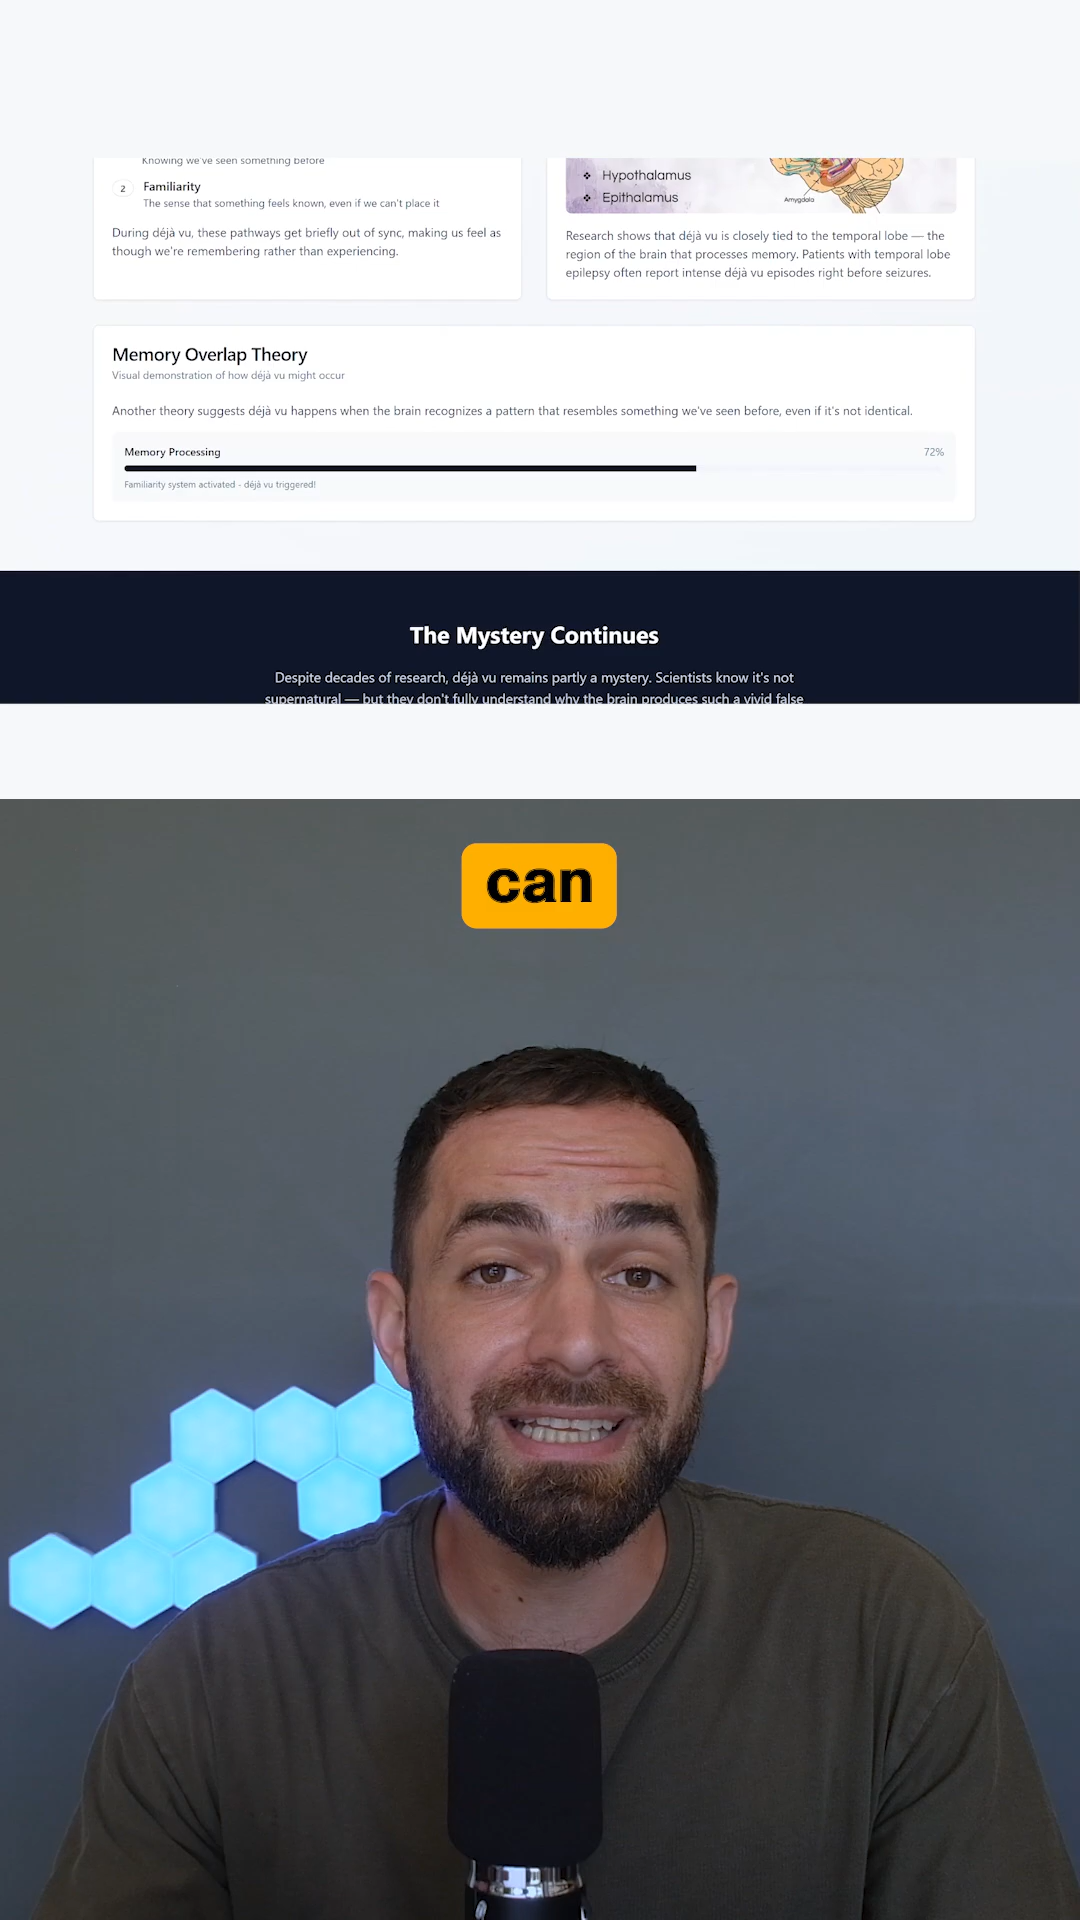 Knowing we've seen something before
2
Familiarity
The sense that something feels known, even if we can't place it
During déjà vu, these pathways get briefly out of sync, making us feel as
though we're remembering rather than experiencing.
❖ Hypothalamus
❖ Epithalamus
Amygdala
Research shows that déjà vu is closely tied to the temporal lobe — the
region of the brain that processes memory. Patients with temporal lobe
epilepsy often report intense déjà vu episodes right before seizures.
Memory Overlap Theory
Visual demonstration of how déjà vu might occur
Another theory suggests déjà vu happens when the brain recognizes a pattern that resembles something we've seen before, even if it's not identical.
Memory Processing
72%
Familiarity system activated - déjà vu triggered!
The Mystery Continues
Despite decades of research, déjà vu remains partly a mystery. Scientists know it's not
supernatural — but they don't fully understand why the brain produces such a vivid false
can